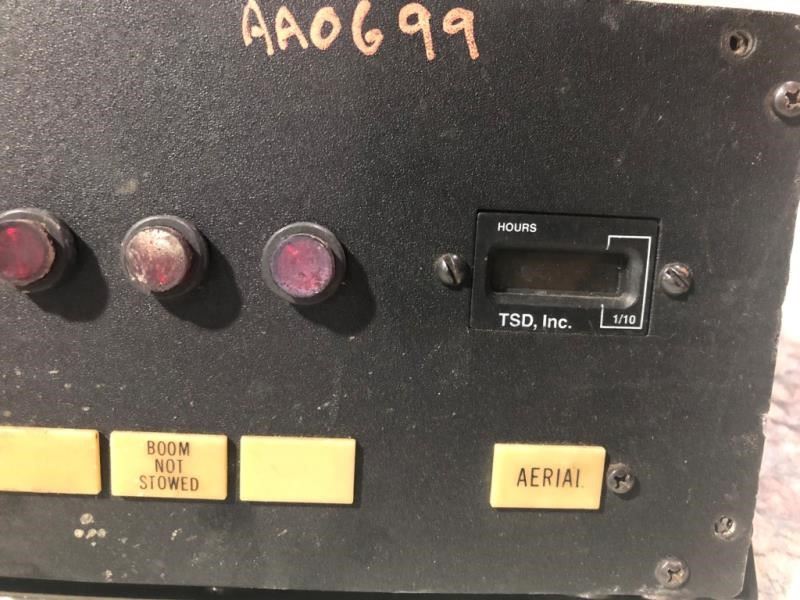 AA0699
HOURS
TSD, Inc.
1/10
BOOM
NOT
STOWED
AERIAL